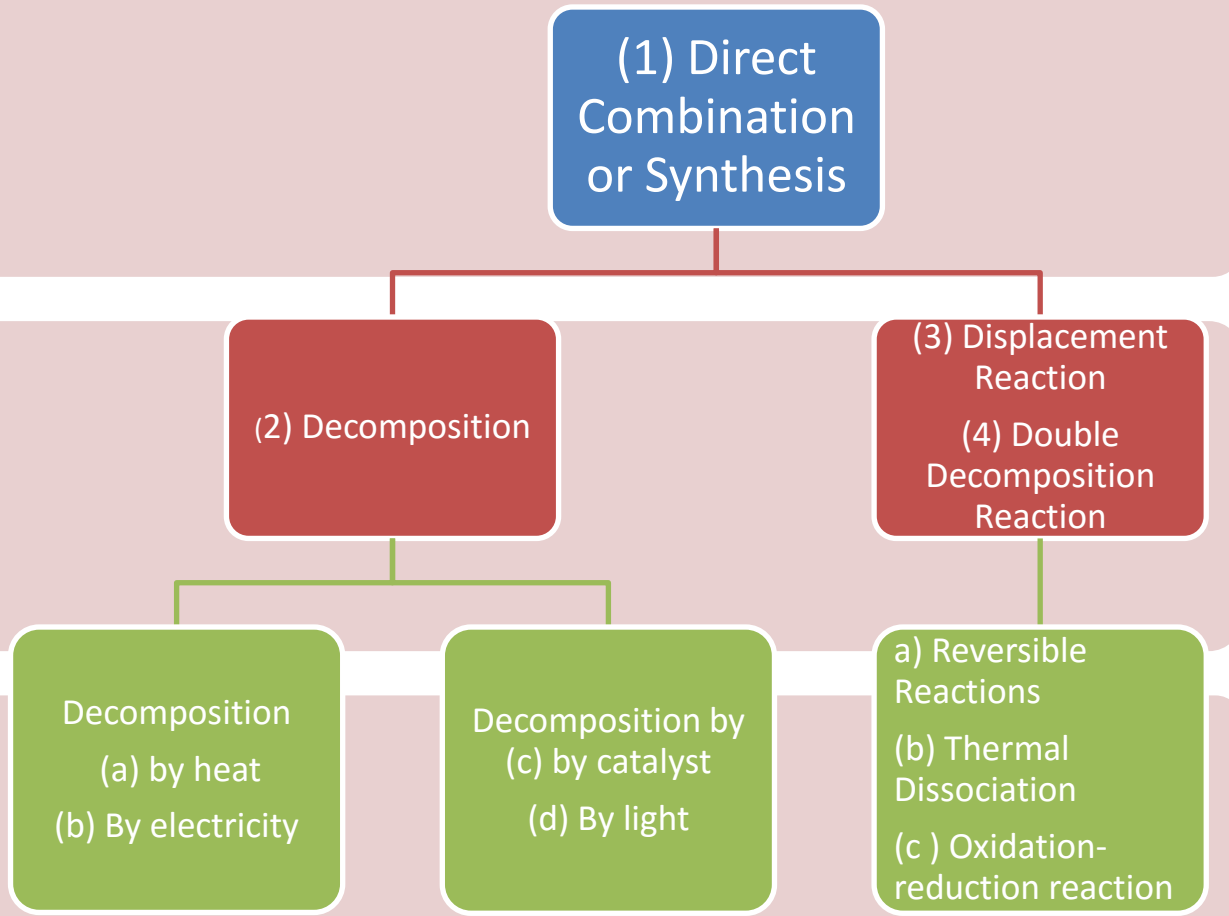 (1) Direct
Combination
or Synthesis
(2) Decomposition
(3) Displacement
Reaction
(4) Double
Decomposition
Reaction
Decomposition
(a) by heat
(b) By electricity
Decomposition by
(c) by catalyst
(d) By light
a) Reversible
Reactions
(b) Thermal
Dissociation
(c ) Oxidation-
reduction reaction